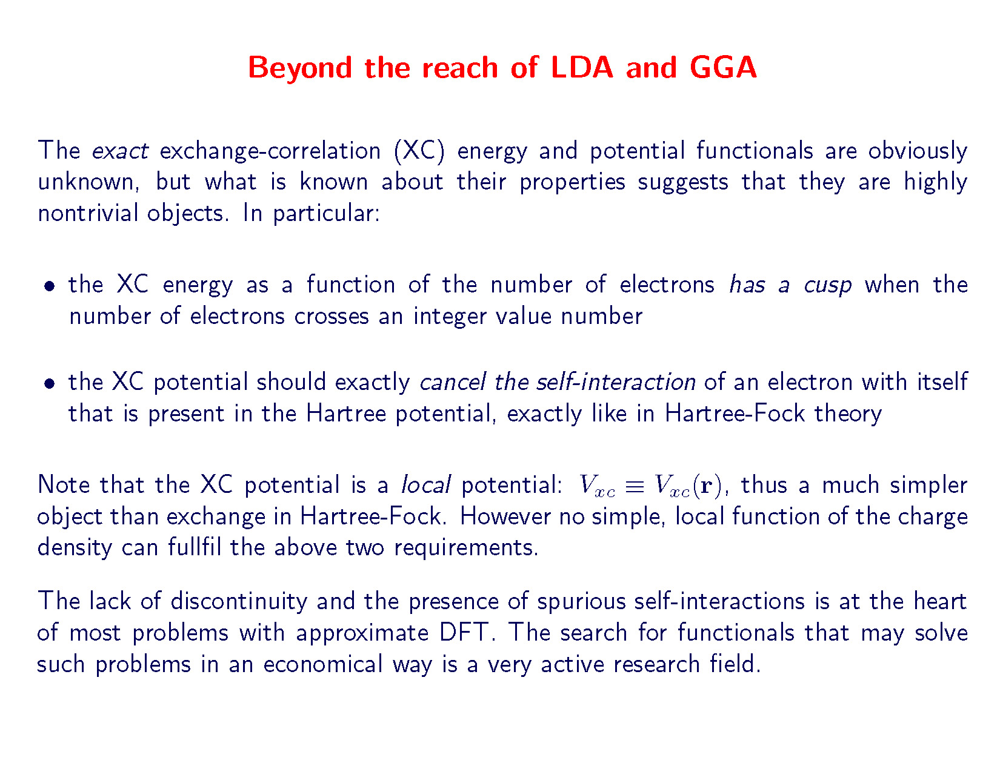 Beyond the reach of LDA and GGA
The exact exchange-correlation (XC) energy and potential functionals are obviously
unknown, but what is known about their properties suggests that they are highly
nontrivial objects. In particular:
• the XC energy as a function of the number of electrons has a cusp when the
number of electrons crosses an integer value number
• the XC potential should exactly cancel the self-interaction of an electron with itself
that is present in the Hartree potential, exactly like in Hartree-Fock theory
Note that the XC potential is a local potential: V_{xc} ≡ V_{xc}(r), thus a much simpler
object than exchange in Hartree-Fock. However no simple, local function of the charge
density can fullfil the above two requirements.
The lack of discontinuity and the presence of spurious self-interactions is at the heart
of most problems with approximate DFT. The search for functionals that may solve
such problems in an economical way is a very active research field.